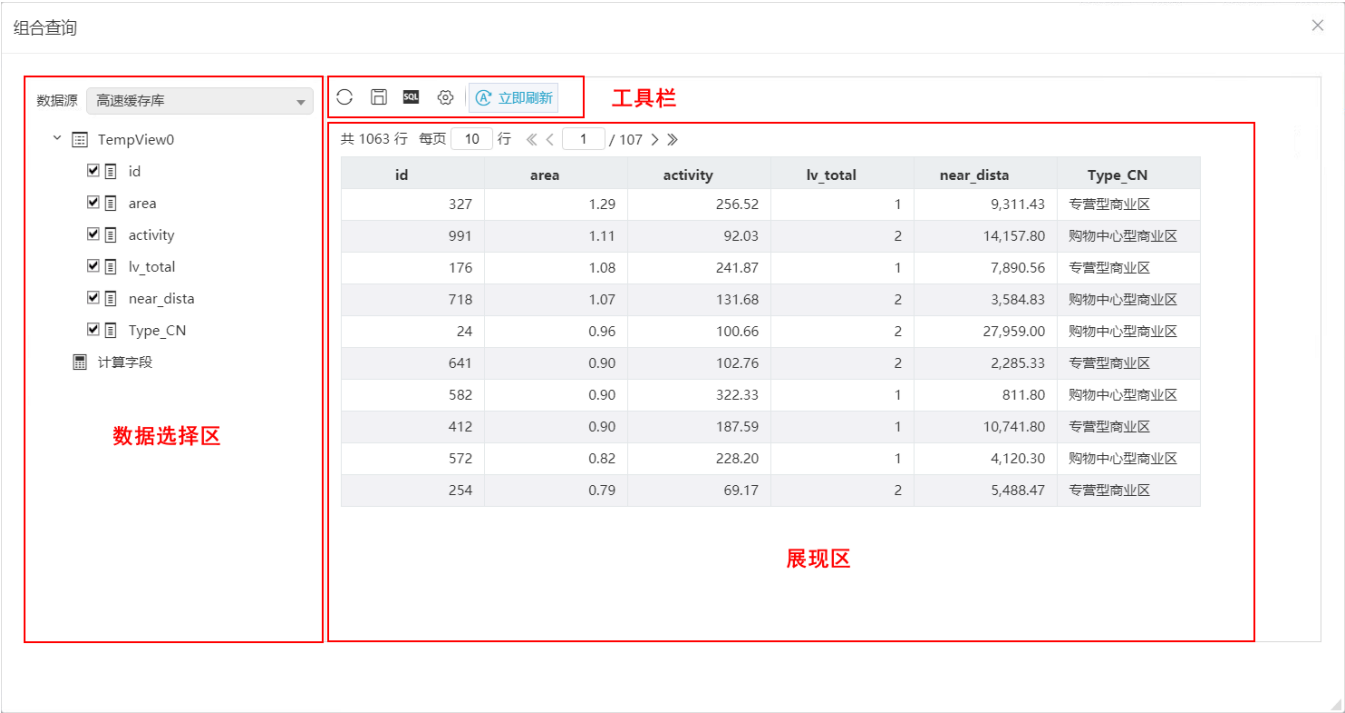 组合查询
数据源 高速缓存库
TempView0
id
area
activity
lv_total
near_dista
Type_CN
计算字段
数据选择区
SQL 立即刷新
工具栏
共 1063 行 每页 10 行 1 / 107
id area activity lv_total near_dista Type_CN
327 1.29 256.52 1 9,311.43 专营型商业区
991 1.11 92.03 2 14,157.80 购物中心型商业区
176 1.08 241.87 1 7,890.56 专营型商业区
718 1.07 131.68 2 3,584.83 购物中心型商业区
24 0.96 100.66 2 27,959.00 购物中心型商业区
641 0.90 102.76 2 2,285.33 专营型商业区
582 0.90 322.33 1 811.80 购物中心型商业区
412 0.90 187.59 1 10,741.80 专营型商业区
572 0.82 228.20 1 4,120.30 购物中心型商业区
254 0.79 69.17 2 5,488.47 专营型商业区
展现区